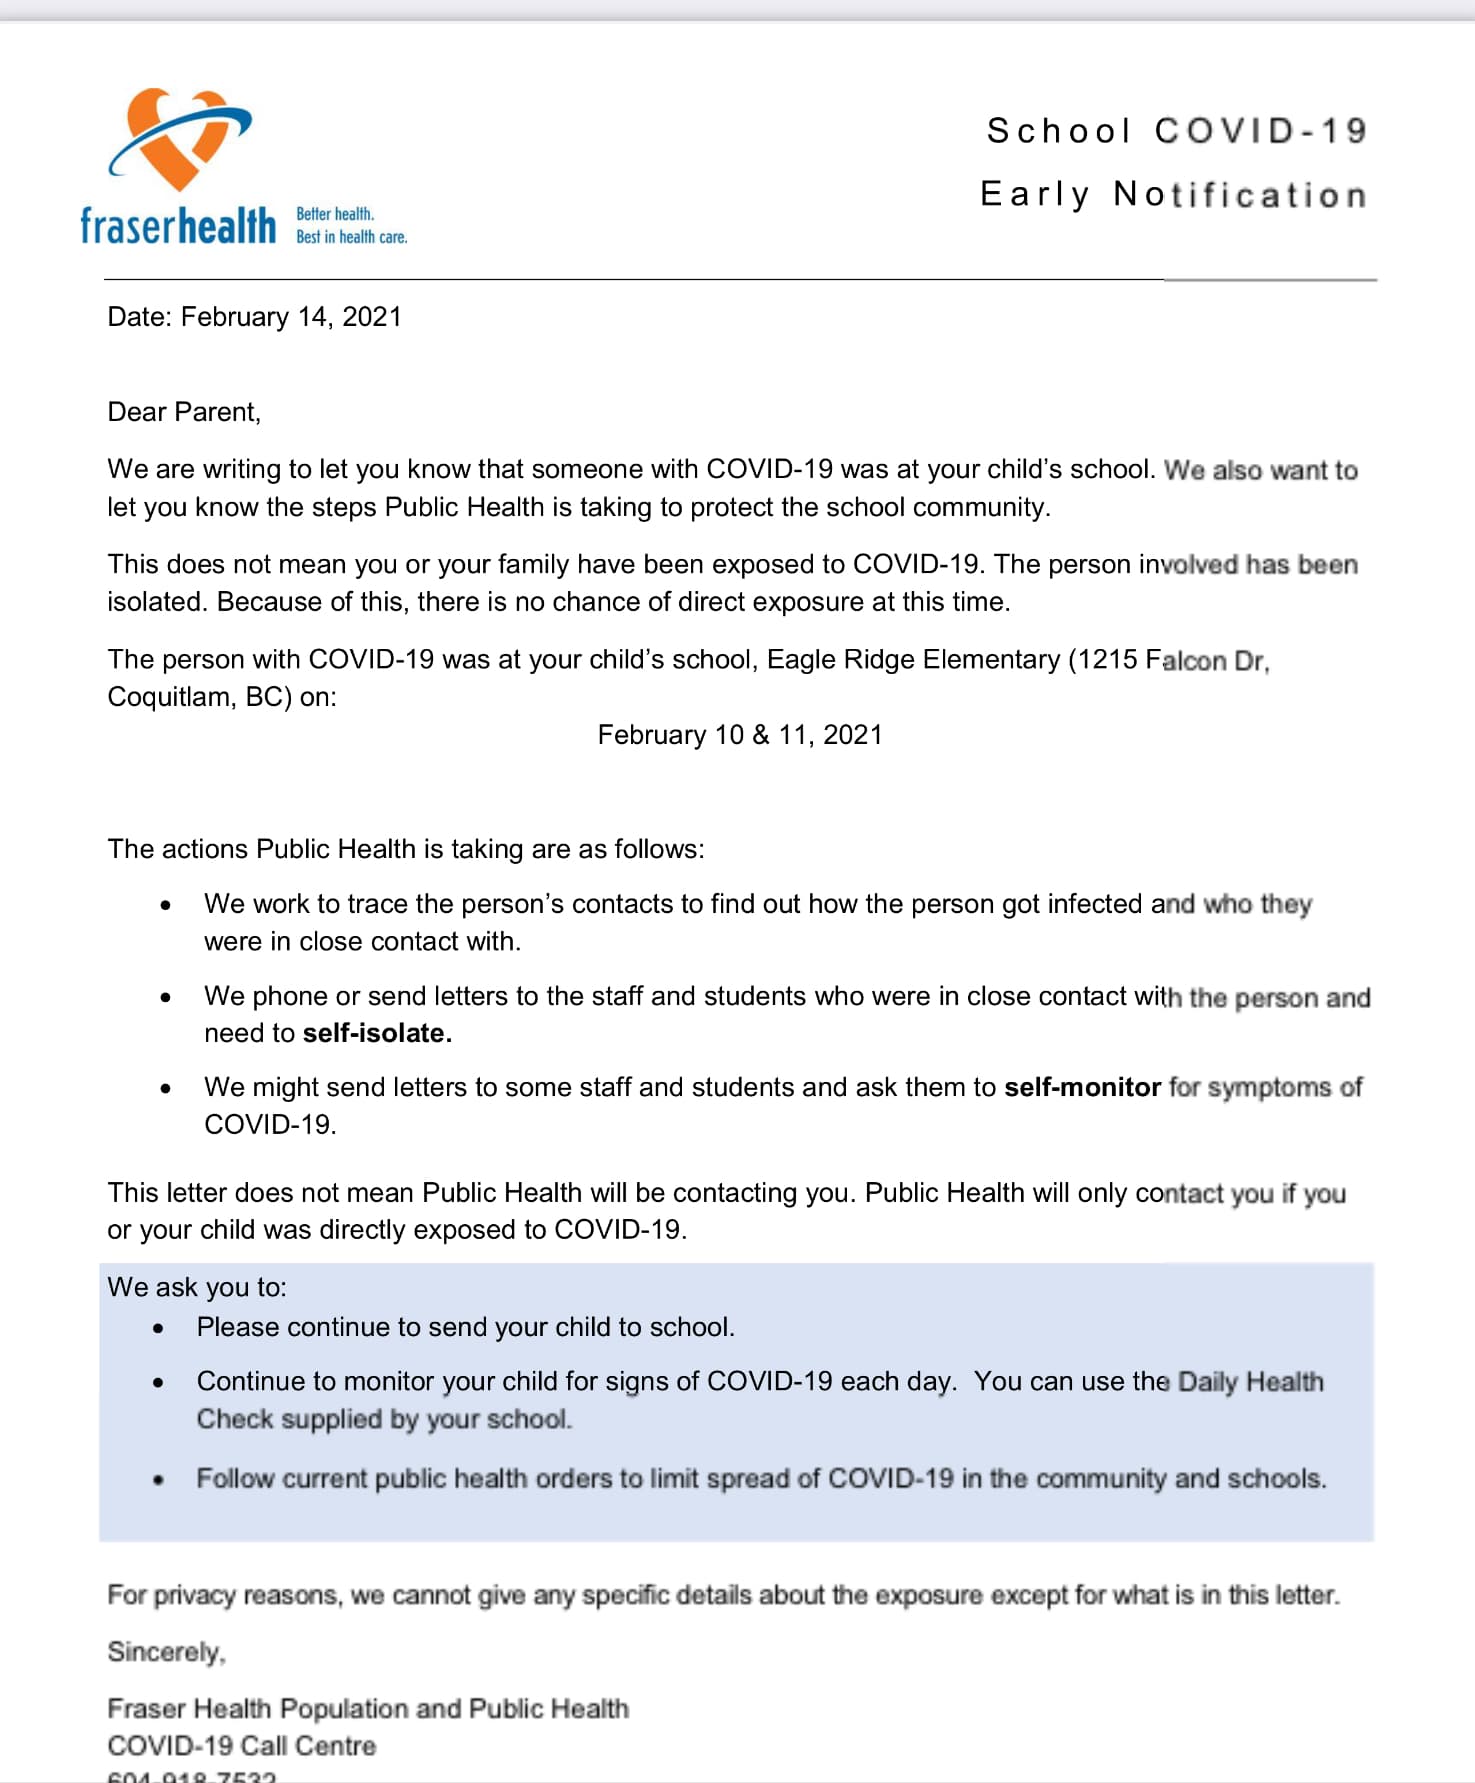 fraserhealth
Better health.
Best in health care.
School COVID-19
Early Notification
Date: February 14, 2021
Dear Parent,
We are writing to let you know that someone with COVID-19 was at your child’s school. We also want to
let you know the steps Public Health is taking to protect the school community.
This does not mean you or your family have been exposed to COVID-19. The person involved has been
isolated. Because of this, there is no chance of direct exposure at this time.
The person with COVID-19 was at your child’s school, Eagle Ridge Elementary (1215 Falcon Dr,
Coquitlam, BC) on:
February 10 & 11, 2021
The actions Public Health is taking are as follows:
• We work to trace the person’s contacts to find out how the person got infected and who they
were in close contact with.
• We phone or send letters to the staff and students who were in close contact with the person and
need to self-isolate.
• We might send letters to some staff and students and ask them to self-monitor for symptoms of
COVID-19.
This letter does not mean Public Health will be contacting you. Public Health will only contact you if you
or your child was directly exposed to COVID-19.
We ask you to:
• Please continue to send your child to school.
• Continue to monitor your child for signs of COVID-19 each day. You can use the Daily Health
Check supplied by your school.
• Follow current public health orders to limit spread of COVID-19 in the community and schools.
For privacy reasons, we cannot give any specific details about the exposure except for what is in this letter.
Sincerely,
Fraser Health Population and Public Health
COVID-19 Call Centre
604-918-7532